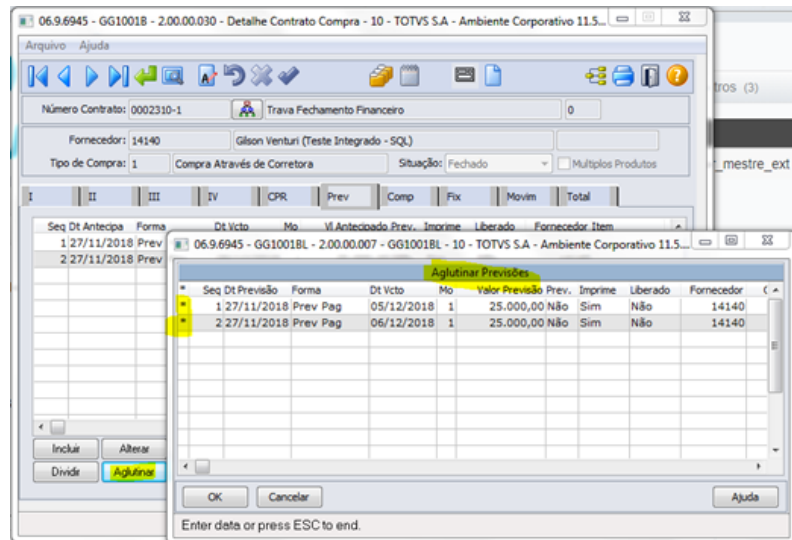 06.9.6945 - GG1001B - 2.00.00.030 - Detalhe Contrato Compra - 10 - TOTVS S.A - Ambiente Corporativo 11.5...
Arquivo Ajuda
tros (3)
Número Contrato: 0002310-1 Trava Fechamento Financeiro 0
Fornecedor: 14140 Gilson Venturi (Teste Integrado - SQL)
_mestre_ext
Tipo de Compra: 1 Compra Através de Corretora Situação: Fechado Multiplos Produtos
I II III IV CPR Prev Comp Fix Movim Total
Seq Dt Antecipa Forma Dt Vcto Mo Vl Antecipado Prev. Imprime Liberado Fornecedor Item
1 27/11/2018 Prev
2 27/11/2018 Prev
06.9.6945 - GG1001BL - 2.00.00.007 - GG1001BL - 10 - TOTVS S.A - Ambiente Corporativo 11.5....
Aglutinar Previsões
* Seq Dt Previsão Forma Dt Vcto Mo Valor Previsão Prev. Imprime Liberado Fornecedor
* 1 27/11/2018 Prev Pag 05/12/2018 1 25.000,00 Não Sim Não 14140
* 2 27/11/2018 Prev Pag 06/12/2018 1 25.000,00 Não Sim Não 14140
Incluir Alterar
Dividir Aglutinar
OK Cancelar Ajuda
Enter data or press ESC to end.